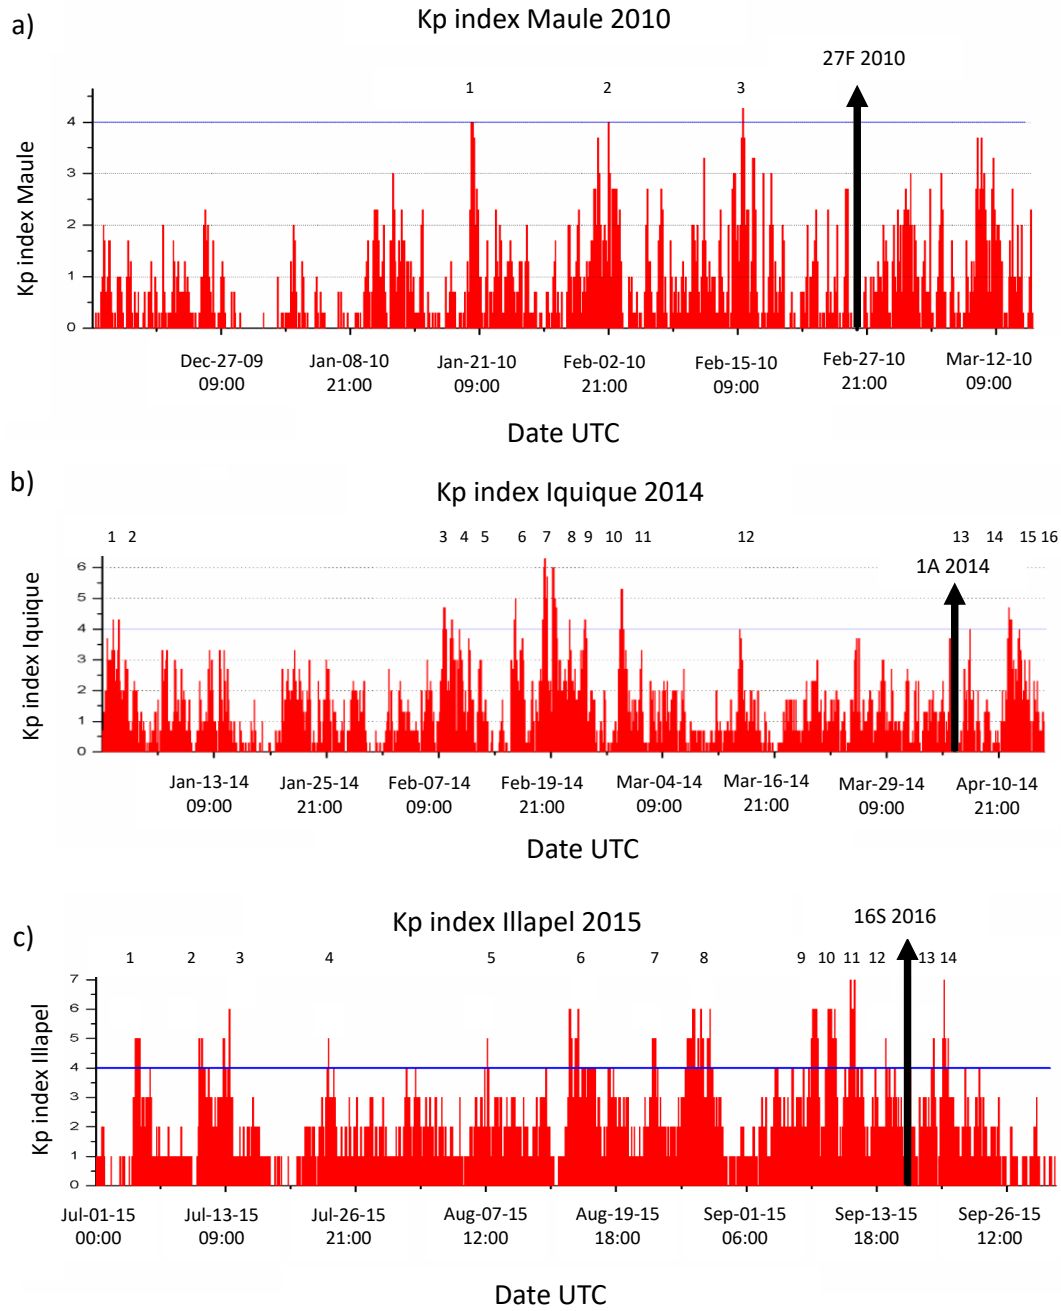 a)
Kp index Maule 2010
27F 2010
1 2 3
4
3
2
1
0
Kp index Maule
Dec-27-09 Jan-08-10 Jan-21-10 Feb-02-10 Feb-15-10 Feb-27-10 Mar-12-10
09:00 21:00 09:00 21:00 09:00 21:00 09:00
Date UTC
b)
Kp index Iquique 2014
1 2 3 4 5 6 7 8 9 10 11 12 13 14 15 16
1A 2014
6
5
4
3
2
1
0
Kp index Iquique
Jan-13-14 Jan-25-14 Feb-07-14 Feb-19-14 Mar-04-14 Mar-16-14 Mar-29-14 Apr-10-14
09:00 21:00 09:00 21:00 09:00 21:00 09:00 21:00
Date UTC
c)
Kp index Illapel 2015
16S 2016
1 2 3 4 5 6 7 8 9 10 11 12 13 14
7
6
5
4
3
2
1
0
Kp index Illapel
Jul-01-15 Jul-13-15 Jul-26-15 Aug-07-15 Aug-19-15 Sep-01-15 Sep-13-15 Sep-26-15
00:00 09:00 21:00 12:00 18:00 06:00 18:00 12:00
Date UTC